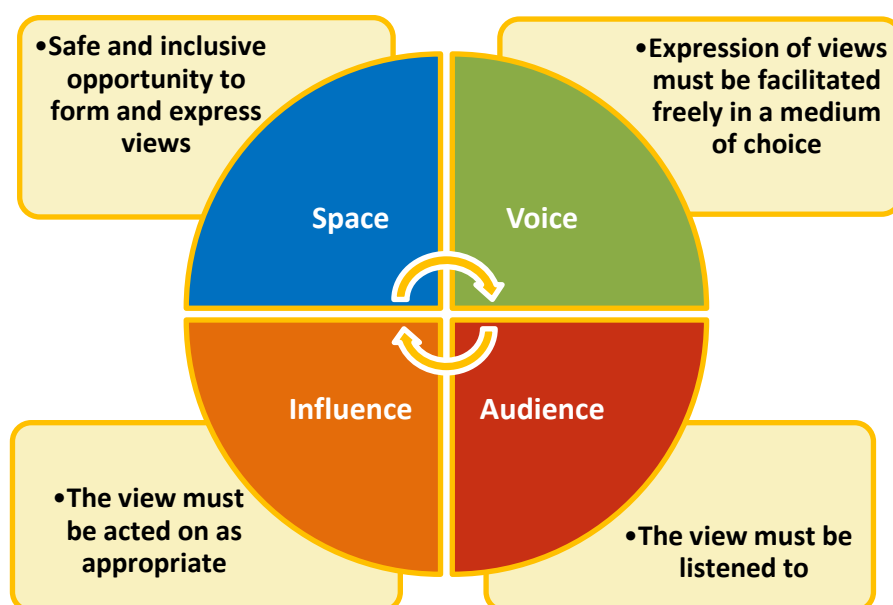 •Safe and inclusive
opportunity to
form and express
views
•Expression of views
must be facilitated
freely in a medium
of choice
Space
Voice
Influence
Audience
•The view must
be acted on as
appropriate
•The view must be
listened to